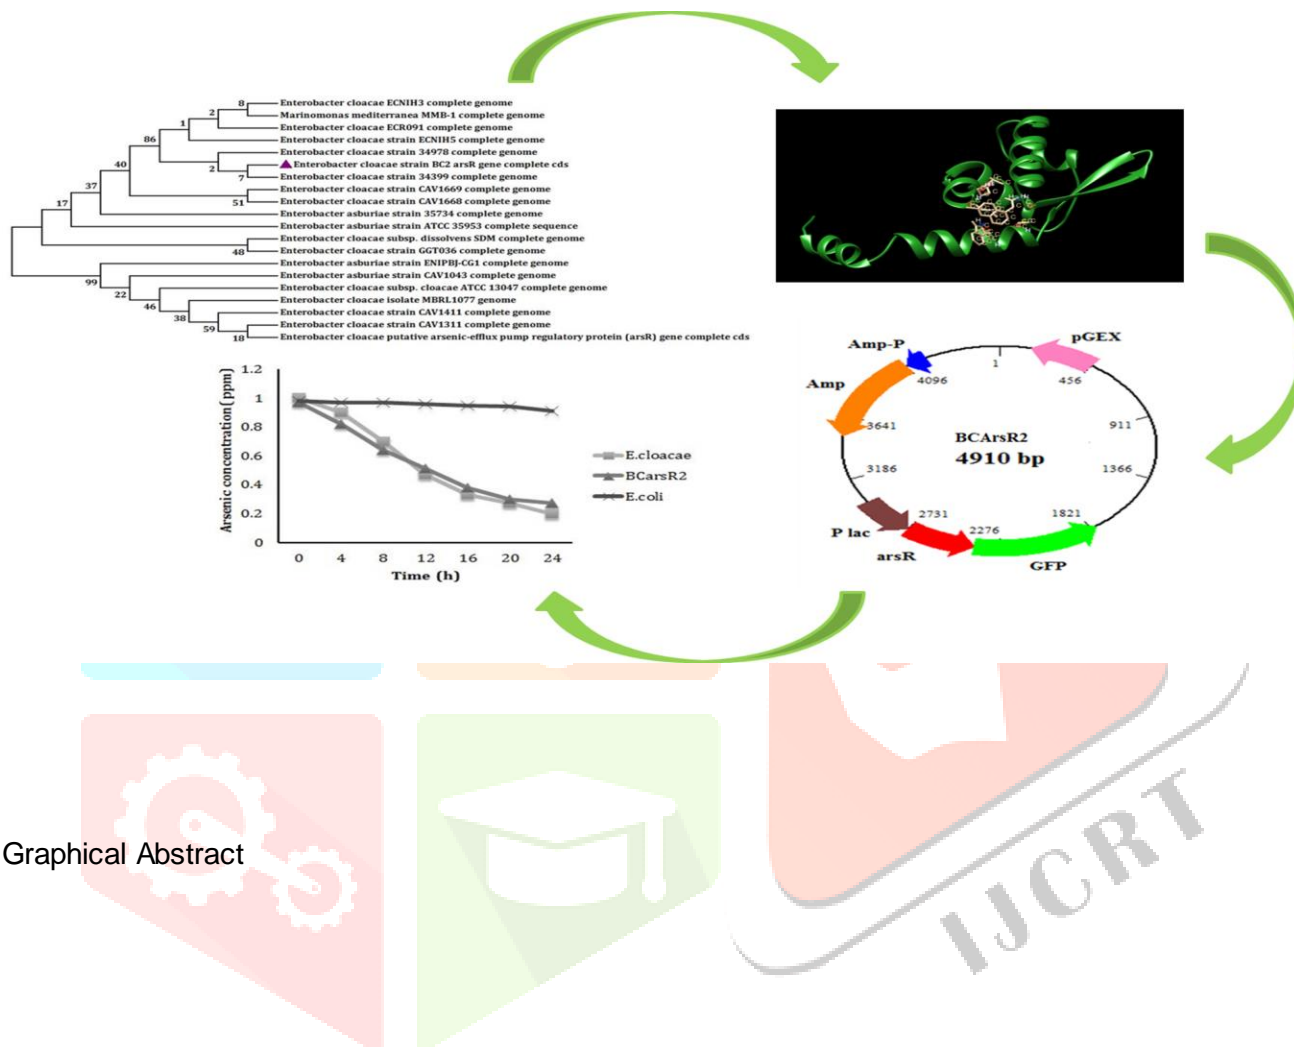 8
Enterobacter cloacae ECNIH3 complete genome
2
Marinomonas mediterranea MMB-1 complete genome
1
Enterobacter cloacae ECR091 complete genome
86
Enterobacter cloacae strain ECNIH5 complete genome
Enterobacter cloacae strain 34978 complete genome
40
2
Enterobacter cloacae strain BC2 arsR gene complete cds
7
Enterobacter cloacae strain 34399 complete genome
37
Enterobacter cloacae strain CAV1669 complete genome
51
Enterobacter cloacae strain CAV1668 complete genome
17
Enterobacter asburiae strain 35734 complete genome
Enterobacter asburiae strain ATCC 35953 complete sequence
Enterobacter cloacae subsp. dissolvens SDM complete genome
48
Enterobacter cloacae strain GGT036 complete genome
Enterobacter asburiae strain ENIPBJ-CG1 complete genome
99
Enterobacter asburiae strain CAV1043 complete genome
22
Enterobacter cloacae subsp. cloacae ATCC 13047 complete genome
46
Enterobacter cloacae isolate MBRL1077 genome
38
Enterobacter cloacae strain CAV1411 complete genome
59
Enterobacter cloacae strain CAV1311 complete genome
18
Enterobacter cloacae putative arsenic-efflux pump regulatory protein (arsR) gene complete cds
Arsenic concentration(ppm)
1.2
1
0.8
0.6
0.4
0.2
0
0 4 8 12 16 20 24
Time (h)
E.cloacae
BCarsR2
E.coli
Amp-P
1
pGEX
4096
456
Amp
3641
911
BCArsR2
4910 bp
3186
1366
2731
1821
P lac
2276
arsR
GFP
Graphical Abstract
IJCRT